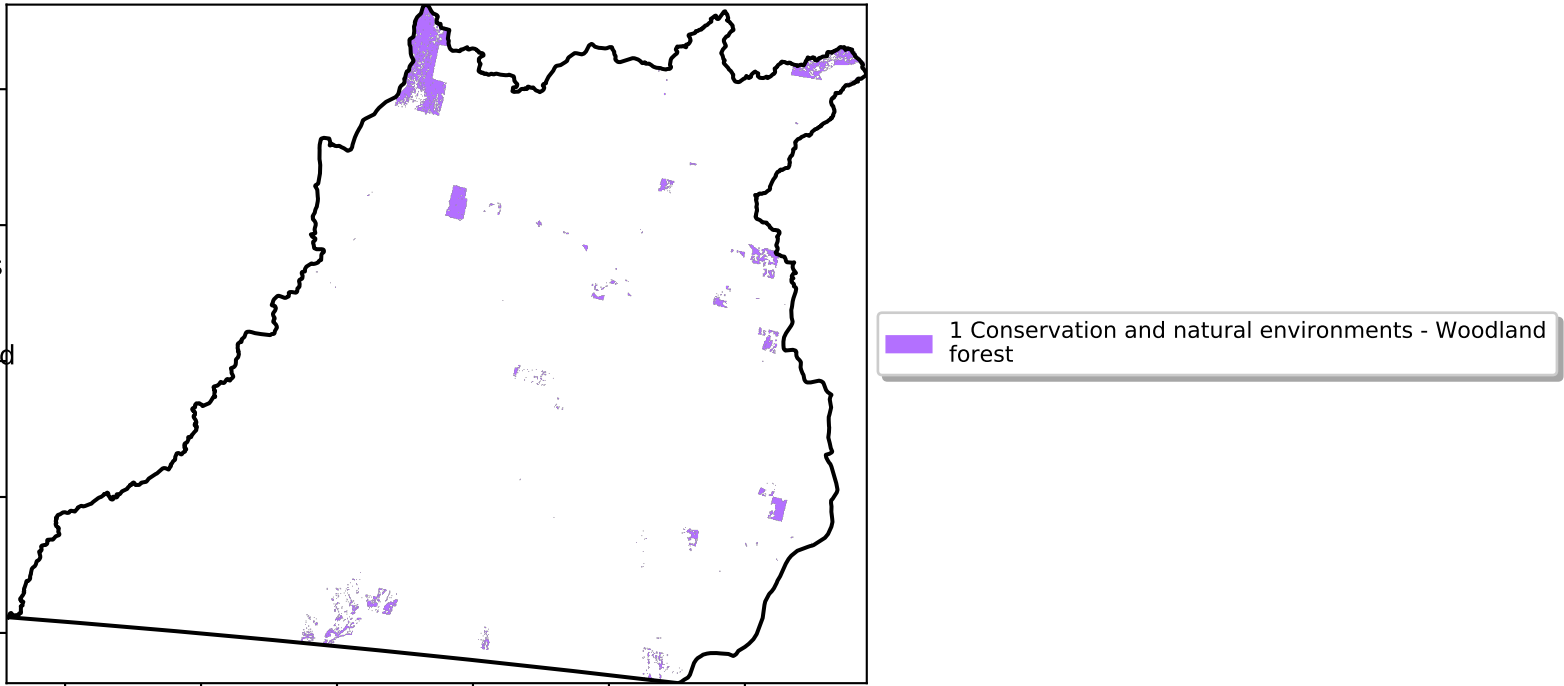 d
1 Conservation and natural environments - Woodland
forest